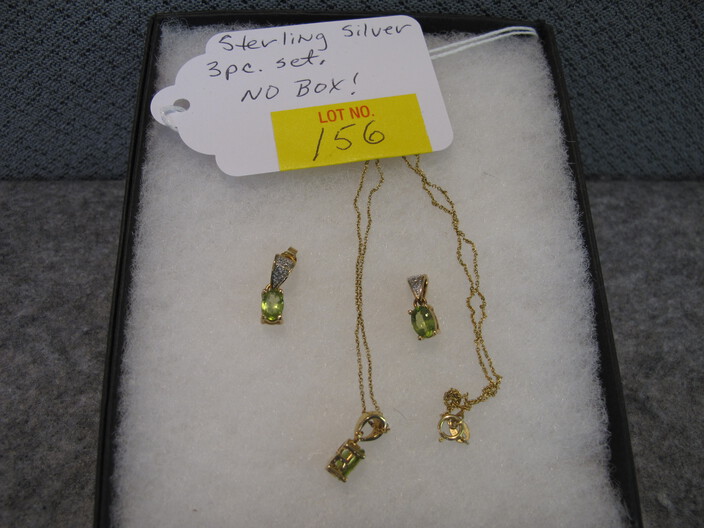 Sterling Silver
3pc. set.
NO BOX!
LOT NO.
156